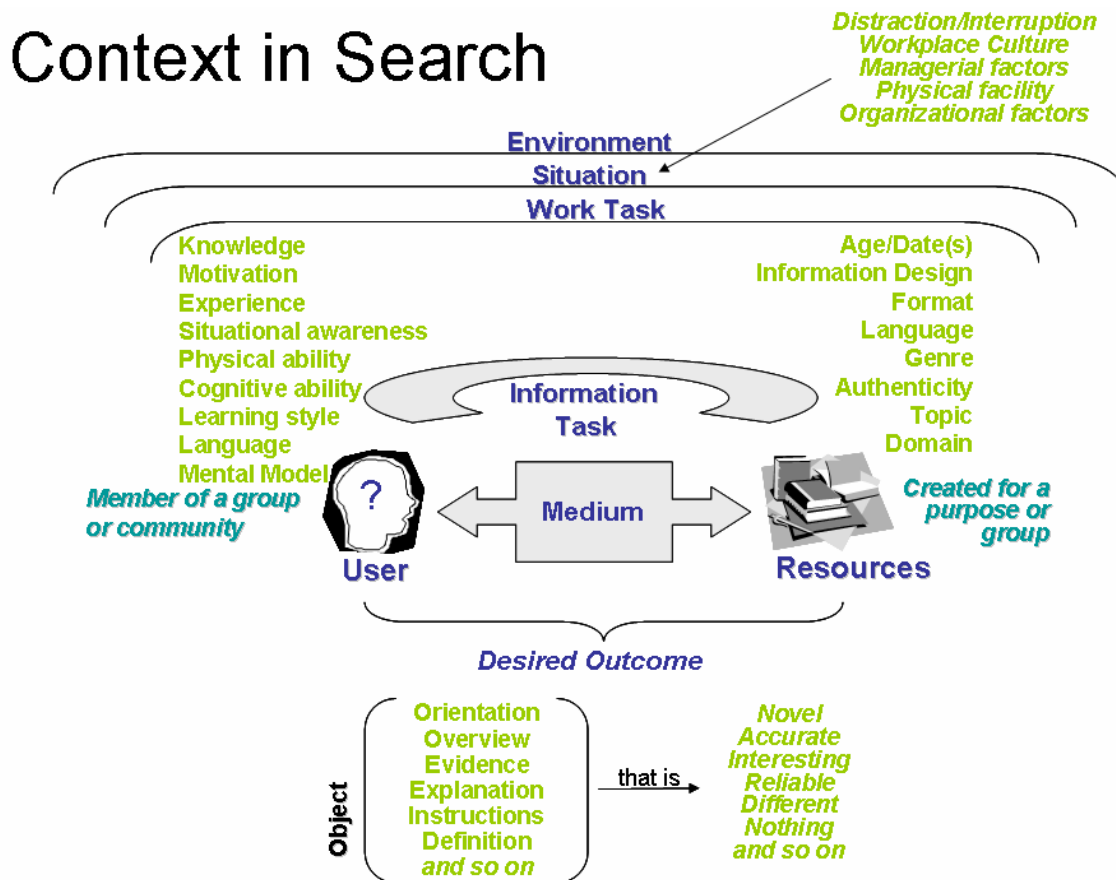 Context in Search
Distraction/Interruption
Workplace Culture
Managerial factors
Physical facility
Organizational factors
Environment
Situation
Work Task
Knowledge
Motivation
Experience
Situational awareness
Physical ability
Cognitive ability
Learning style
Language
Mental Model
Member of a group
or community
Age/Date(s)
Information Design
Format
Language
Genre
Authenticity
Topic
Domain
Created for a
purpose or
group
Information
Task
?
Medium
User
Resources
Desired Outcome
Object
Orientation
Overview
Evidence
Explanation
Instructions
Definition
and so on
that is
Novel
Accurate
Interesting
Reliable
Different
Nothing
and so on